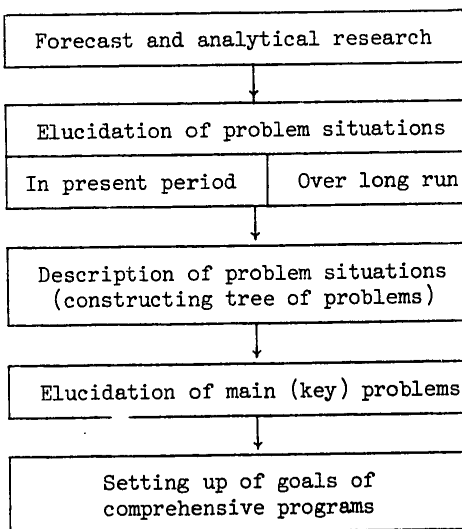 Forecast and analytical research
Elucidation of problem situations
In present period
Over long run
Description of problem situations
(constructing tree of problems)
Elucidation of main (key) problems
Setting up of goals of
comprehensive programs